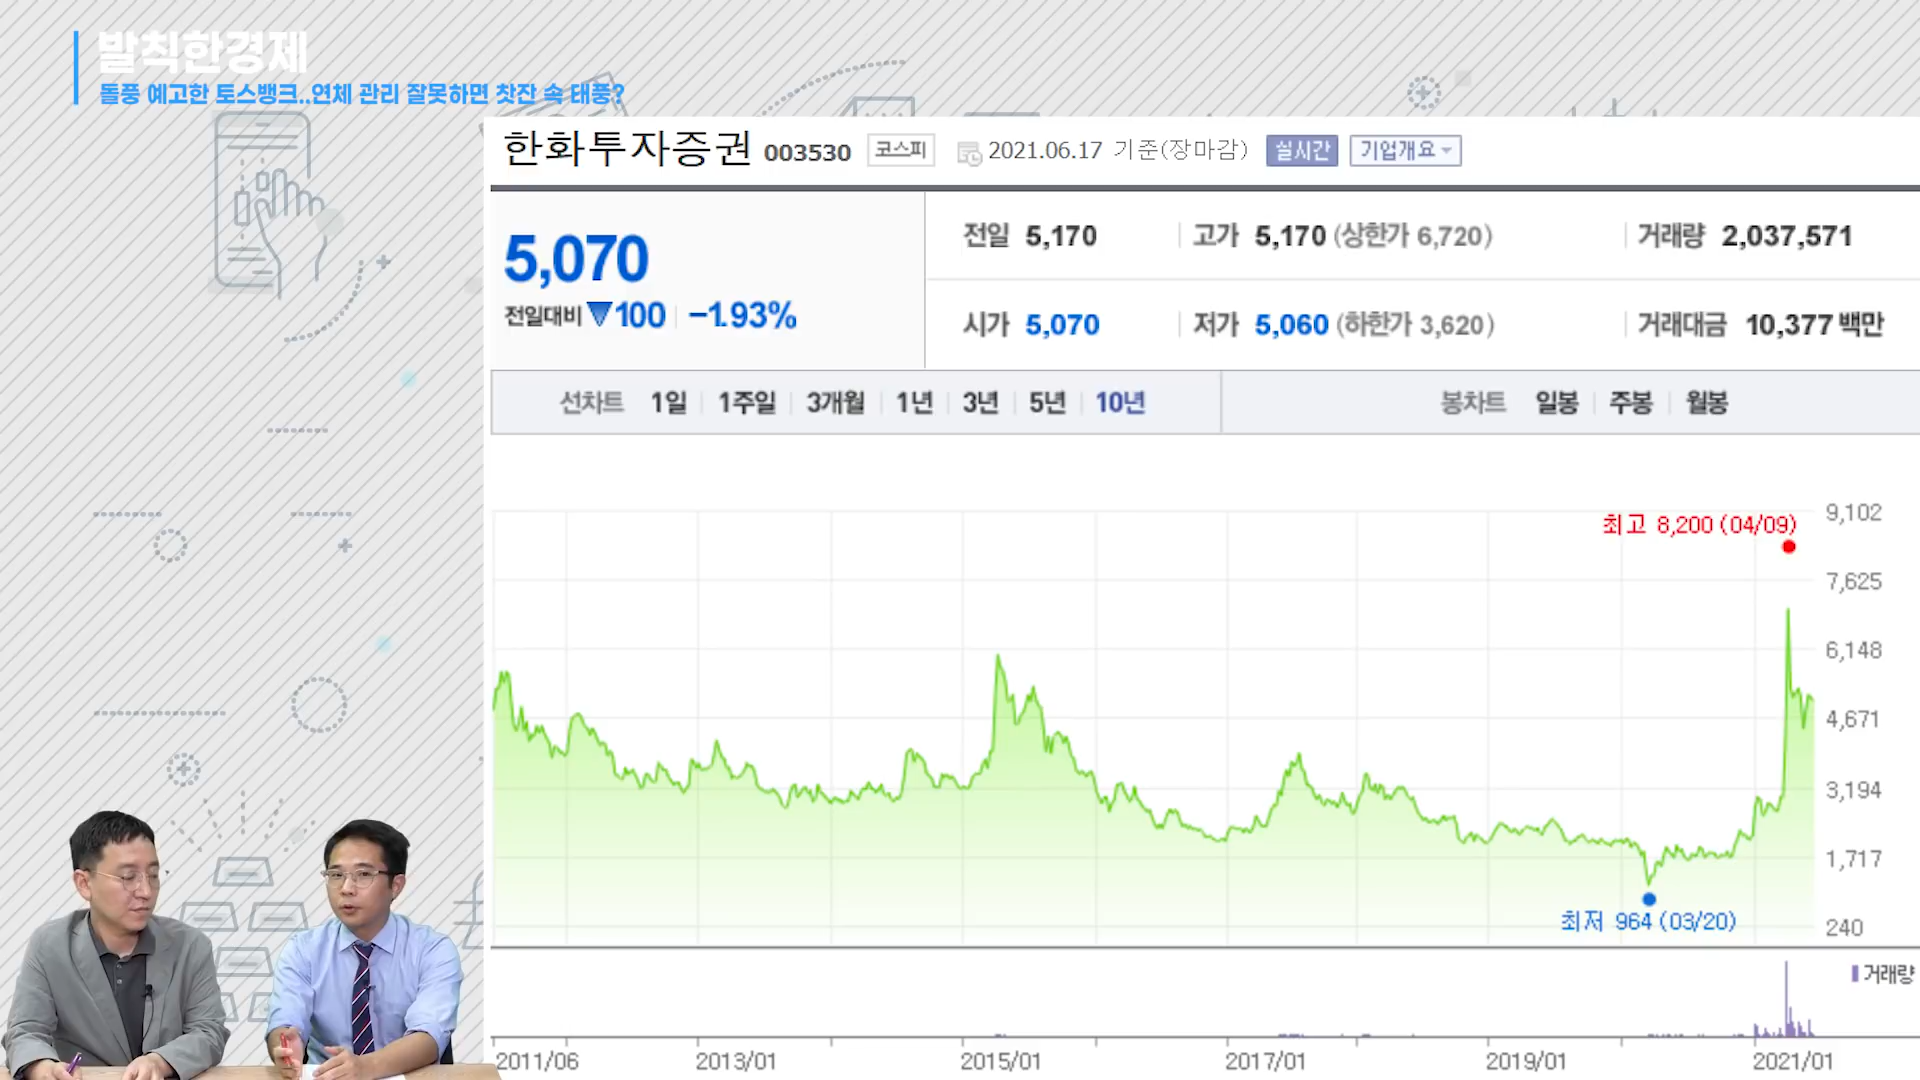 발칙한경제
돌풍 예고한 토스뱅크..연체 관리 잘못하면 찻잔 속 태풍?
한화투자증권 003530 코스피 2021.06.17 기준(장마감) 실시간 기업개요
5,070
전일대비 ▼100 -1.93%
전일 5,170 고가 5,170 (상한가 6,720) 거래량 2,037,571
시가 5,070 저가 5,060 (하한가 3,620) 거래대금 10,377 백만
선차트 1일 1주일 3개월 1년 3년 5년 10년 봉차트 일봉 주봉 월봉
최고 8,200 (04/09)
9,102
7,625
6,148
4,671
3,194
1,717
최저 964 (03/20)
240
거래량
2011/06 2013/01 2015/01 2017/01 2019/01 2021/01